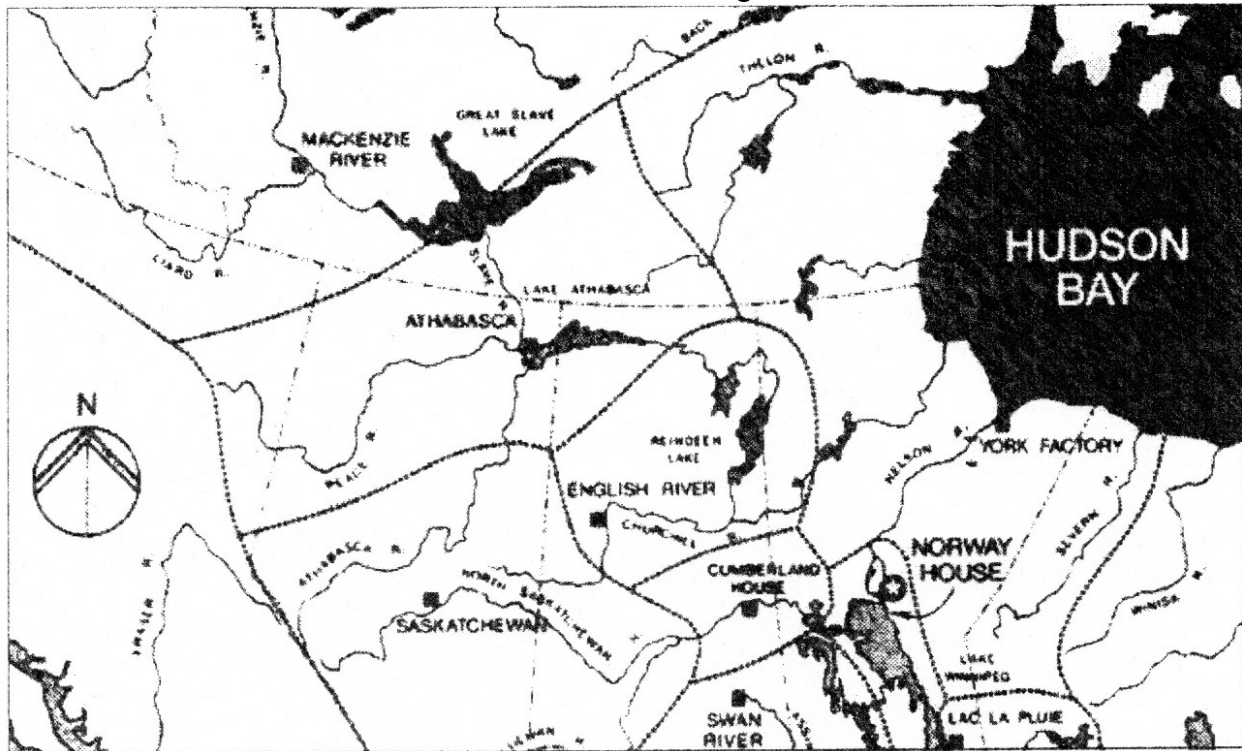 BACK
THELON R.
GREAT SLAVE
LAKE
MACKENZIE
RIVER
HUDSON
BAY
LIARD R.
SLAVE R.
LAKE ATHABASCA
ATHABASCA
N
REINDEER
LAKE
PEACE R.
NELSON R.
YORK FACTORY
ENGLISH RIVER
CHURCHILL R.
SEVERN R.
NORWAY
HOUSE
ATHABASCA R.
CUMBERLAND
HOUSE
NORTH SASKATCHEWAN
FRASER R.
SASKATCHEWAN
WINISA R.
LAKE
WINNIPEG
SWAN
RIVER
LAC LA PLUIE